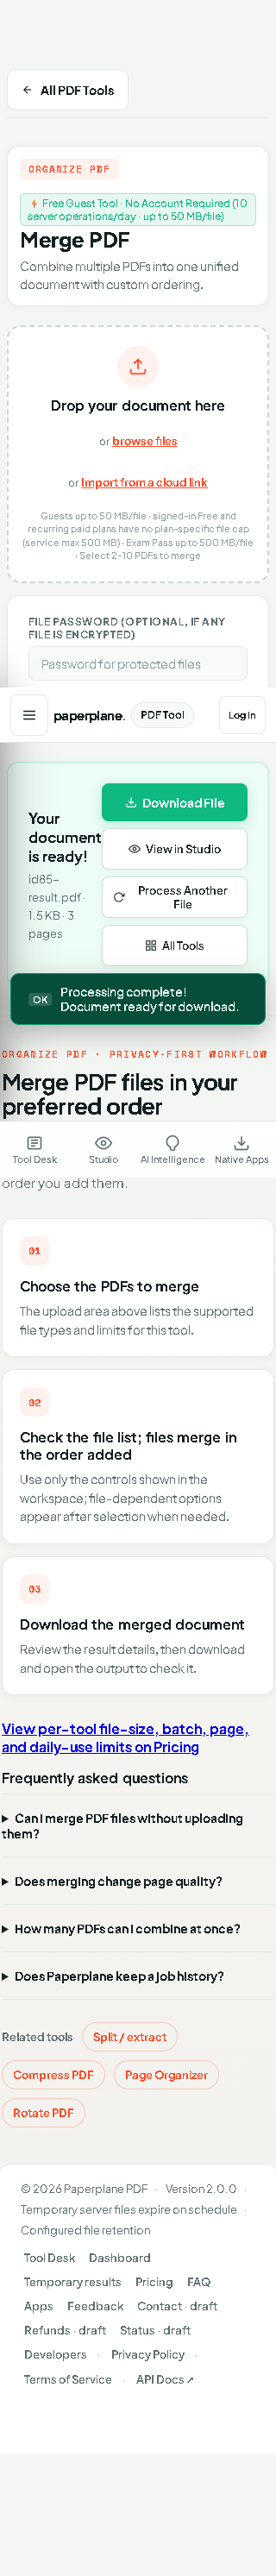 ← All PDF Tools
ORGANIZE PDF
Free Guest Tool · No Account Required (10
server operations/day · up to 50 MB/file)
Merge PDF
Combine multiple PDFs into one unified
document with custom ordering.
Drop your document here
or browse files
or Import from a cloud link
Guests up to 50 MB/file · signed-in Free and
recurring paid plans have no plan-specific file cap
(service max 500 MB) · Exam Pass up to 500 MB/file
· Select 2-10 PDFs to merge
FILE PASSWORD (OPTIONAL, IF ANY
FILE IS ENCRYPTED)
Password for protected files
paperplane.
PDF Tool
Log in
Your
document
is ready!
id85-
result.pdf ·
1.5 KB · 3
pages
Download File
View in Studio
Process Another
File
All Tools
OK
Processing complete!
Document ready for download.
ORGANIZE PDF · PRIVACY-FIRST WORKFLOW
Merge PDF files in your
preferred order
Tool Desk
Studio
AI Intelligence
Native Apps
order you add them.
01
Choose the PDFs to merge
The upload area above lists the supported
file types and limits for this tool.
02
Check the file list; files merge in
the order added
Use only the controls shown in the
workspace; file-dependent options
appear after selection when needed.
03
Download the merged document
Review the result details, then download
and open the output to check it.
View per-tool file-size, batch, page,
and daily-use limits on Pricing
Frequently asked questions
▶ Can I merge PDF files without uploading
them?
▶ Does merging change page quality?
▶ How many PDFs can I combine at once?
▶ Does Paperplane keep a job history?
Related tools
Split / extract
Compress PDF
Page Organizer
Rotate PDF
© 2026 Paperplane PDF · Version 2.0.0 ·
Temporary server files expire on schedule ·
Configured file retention
Tool Desk Dashboard
Temporary results Pricing FAQ
Apps Feedback Contact · draft
Refunds · draft Status · draft
Developers · Privacy Policy ·
Terms of Service · API Docs ↗